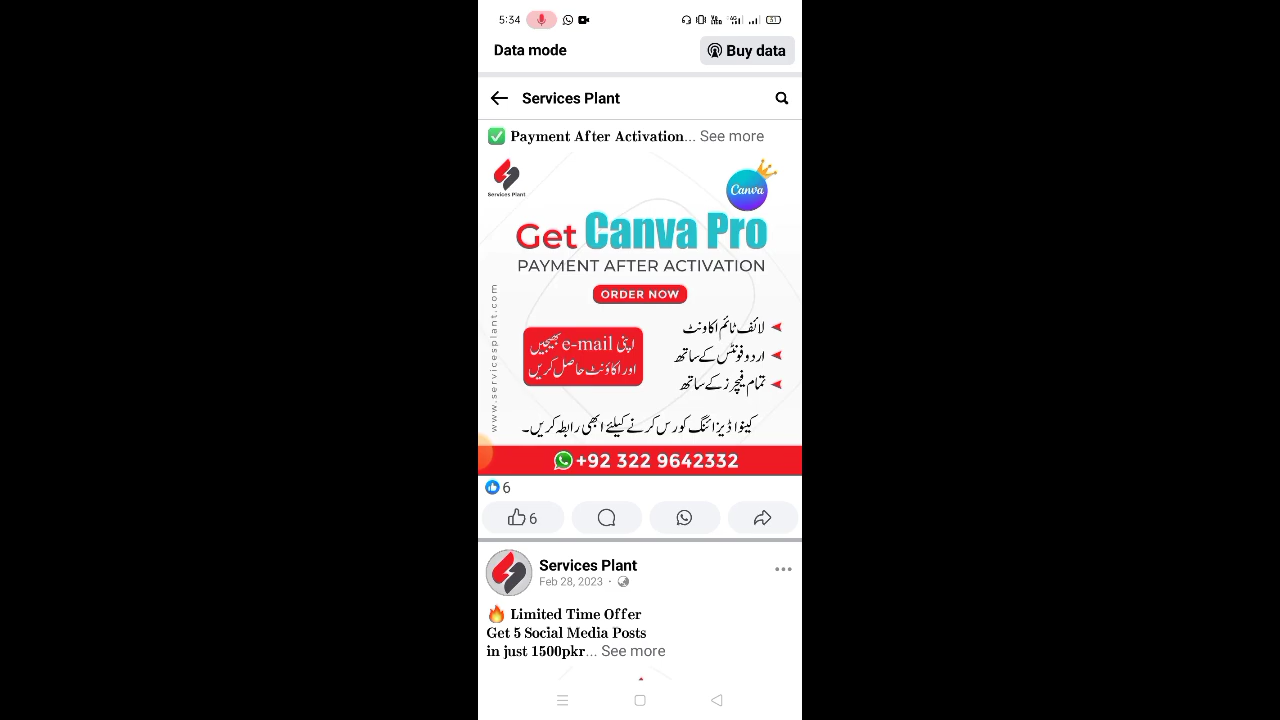 5:34
51
Data mode
Buy data
Services Plant
✅ Payment After Activation... See more
Services Plant
Canva
Get Canva Pro
PAYMENT AFTER ACTIVATION
ORDER NOW
لائف ٹائم اکاونٹ
اردو فونٹس کے ساتھ
تمام فیچرز کے ساتھ
اپنی e-mail بھیجیں
اور اکاؤنٹ حاصل کریں
www.servicesplant.com
کینوا ڈیزائننگ کورس کرنے کیلئے ابھی رابطہ کریں۔
+92 322 9642332
6
6
Services Plant
Feb 28, 2023 ·
🔥 Limited Time Offer
Get 5 Social Media Posts
in just 1500pkr... See more